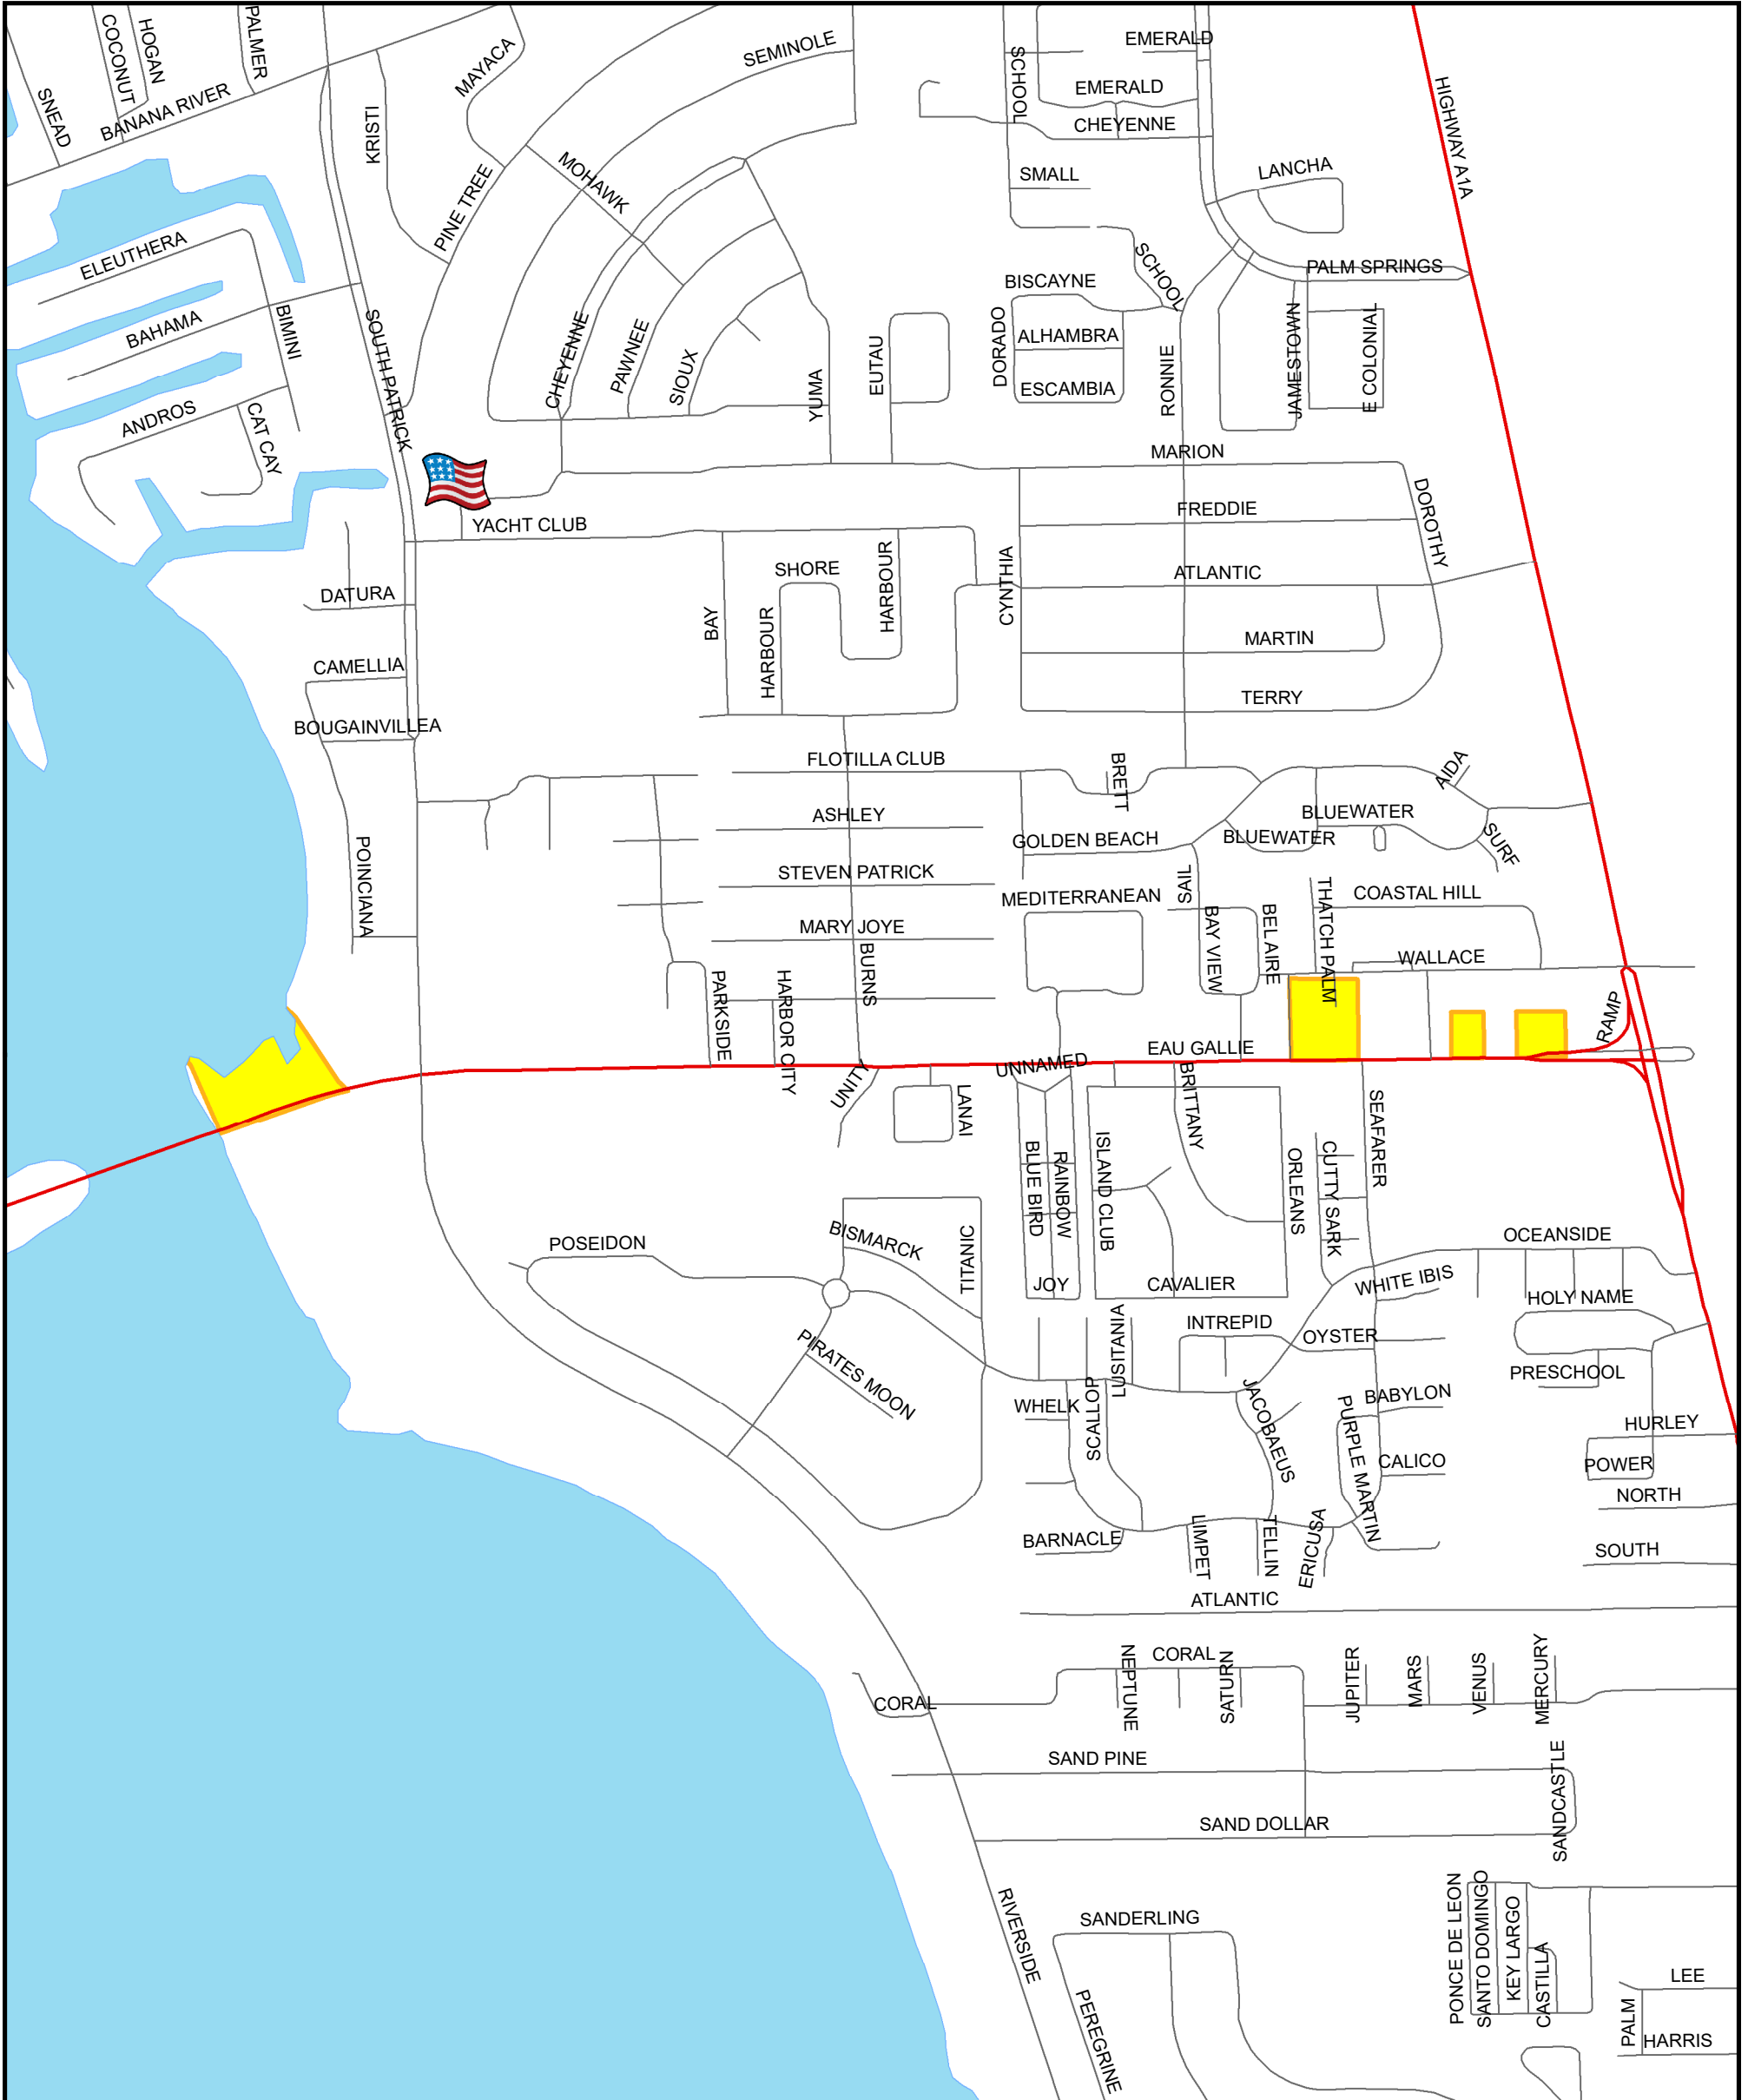 COCONUT
HOGAN
PALMER
SNEAD
BANANA RIVER
KRISTI
MAYACA
SEMINOLE
SCHOOL
EMERALD
EMERALD
CHEYENNE
HIGHWAY A1A
MOHAWK
PINE TREE
SMALL
LANCHA
ELEUTHERA
BAHAMA
BIMINI
SOUTH PATRICK
SCHOOL
PALM SPRINGS
BISCAYNE
DORADO
ALHAMBRA
ESCAMBIA
RONNIE
JAMESTOWN
E COLONIAL
CHEYENNE
PAWNEE
SIOUX
YUMA
EUTAU
ANDROS
CAT CAY
MARION
DOROTHY
FREDDIE
YACHT CLUB
ATLANTIC
CYNTHIA
SHORE
HARBOUR
HARBOUR
BAY
DATURA
MARTIN
CAMELLIA
TERRY
BOUGAINVILLEA
FLOTILLA CLUB
BRETT
AIDA
BLUEWATER
BLUEWATER
SURF
ASHLEY
GOLDEN BEACH
POINCIANA
STEVEN PATRICK
MEDITERRANEAN
SAIL
BAY VIEW
BEL AIRE
THATCH PALM
COASTAL HILL
MARY JOYE
BURNS
WALLACE
PARKSIDE
HARBOR CITY
RAMP
EAU GALLIE
UNNAMED
UNITY
LANAI
BRITTANY
SEAFARER
BLUE BIRD
RAINBOW
ISLAND CLUB
ORLEANS
CUTTY SARK
POSEIDON
BISMARCK
TITANIC
OCEANSIDE
JOY
CAVALIER
WHITE IBIS
HOLY NAME
LUSITANIA
INTREPID
OYSTER
PIRATES MOON
PRESCHOOL
WHELK
SCALLOP
JACOBAEUS
PURPLE MARTIN
BABYLON
HURLEY
CALICO
POWER
NORTH
BARNACLE
LIMPET
TELLIN
ERICUSA
SOUTH
ATLANTIC
CORAL
NEPTUNE
SATURN
JUPITER
MARS
VENUS
MERCURY
CORAL
SAND PINE
SANDCASTLE
SAND DOLLAR
RIVERSIDE
SANDERLING
PEREGRINE
PONCE DE LEON
SANTO DOMINGO
KEY LARGO
CASTILLA
LEE
PALM
HARRIS